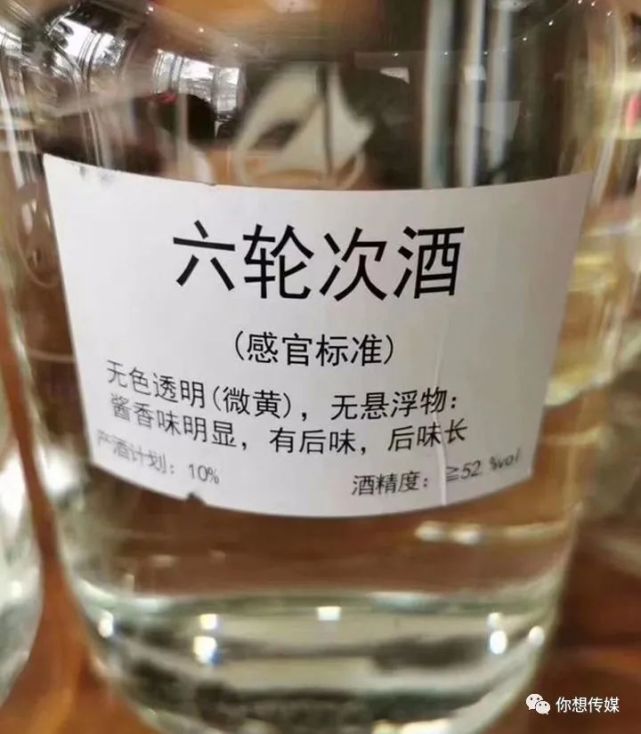 六轮次酒
(感官标准)
无色透明(微黄)，无悬浮物：
酱香味明显，有后味，后味长
产酒计划：10%
酒精度：≧52 %vol
你想传媒